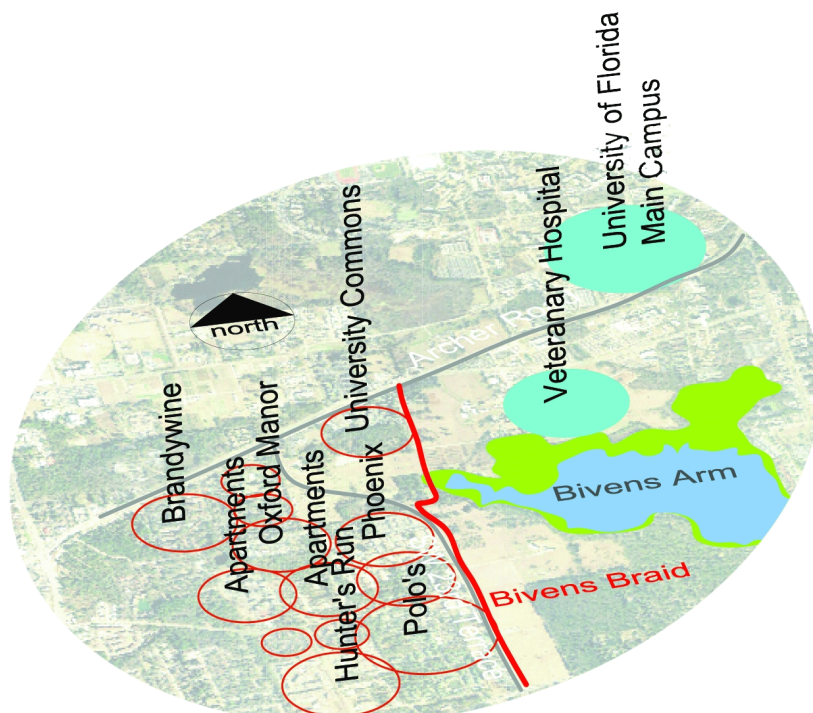 University of Florida
Main Campus
Veteranary Hospital
University Commons
north
Archer Ro
Brandywine
Apartments
Oxford Manor
Apartments
Phoenix
Hunter's Run
Polo's
Bivens Arm
Bivens Braid